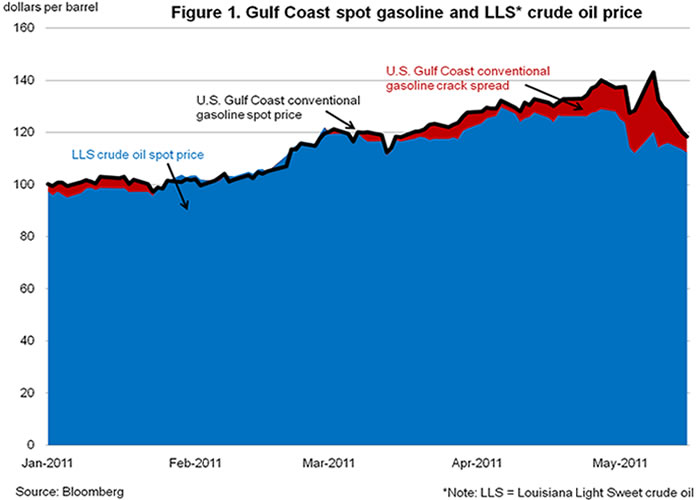 dollars per barrel
Figure 1. Gulf Coast spot gasoline and LLS* crude oil price
160
140
120
100
80
60
40
20
0
U.S. Gulf Coast conventional
gasoline crack spread
U.S. Gulf Coast conventional
gasoline spot price
LLS crude oil spot price
Jan-2011
Feb-2011
Mar-2011
Apr-2011
May-2011
Source: Bloomberg
*Note: LLS = Louisiana Light Sweet crude oil